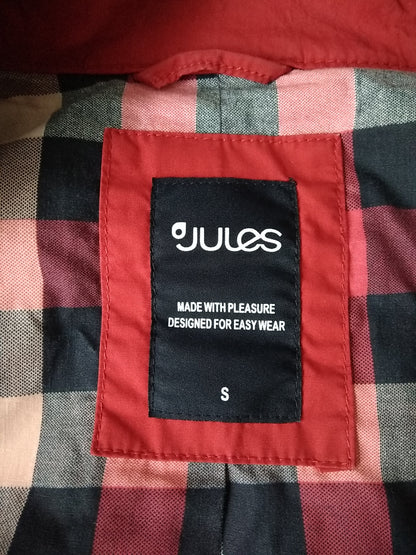 JULES
MADE WITH PLEASURE
DESIGNED FOR EASY WEAR
S